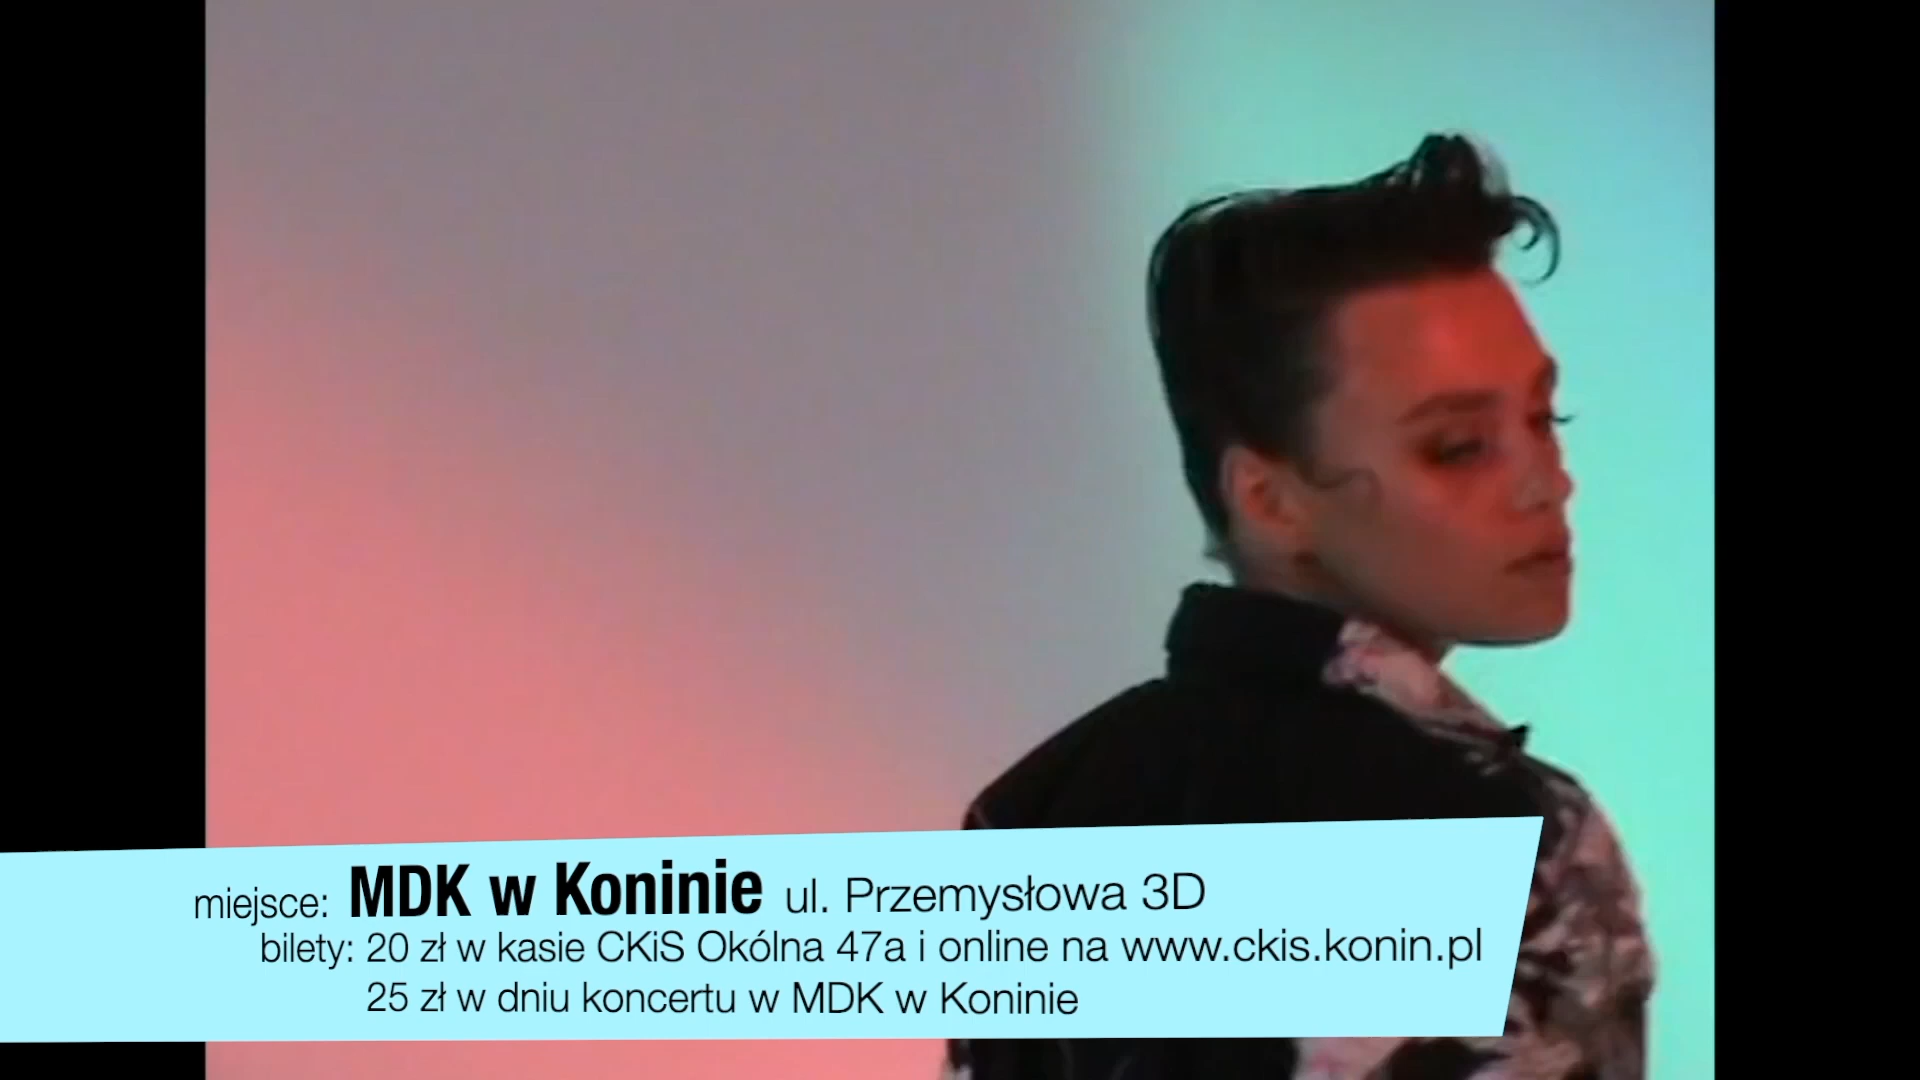 miejsce: MDK w Koninie ul. Przemysłowa 3D
bilety: 20 zł w kasie CKiS Okólna 47a i online na www.ckis.konin.pl
25 zł w dniu koncertu w MDK w Koninie